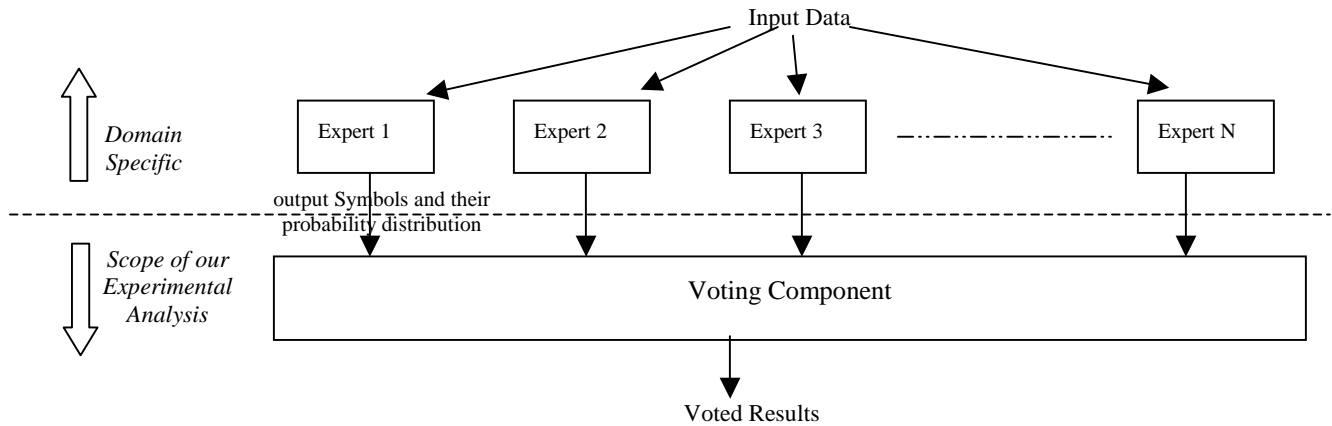 Input Data
Expert 1
Expert 2
Expert 3
Expert N
Domain
Specific
output Symbols and their
probability distribution
Scope of our
Experimental
Analysis
Voting Component
Voted Results